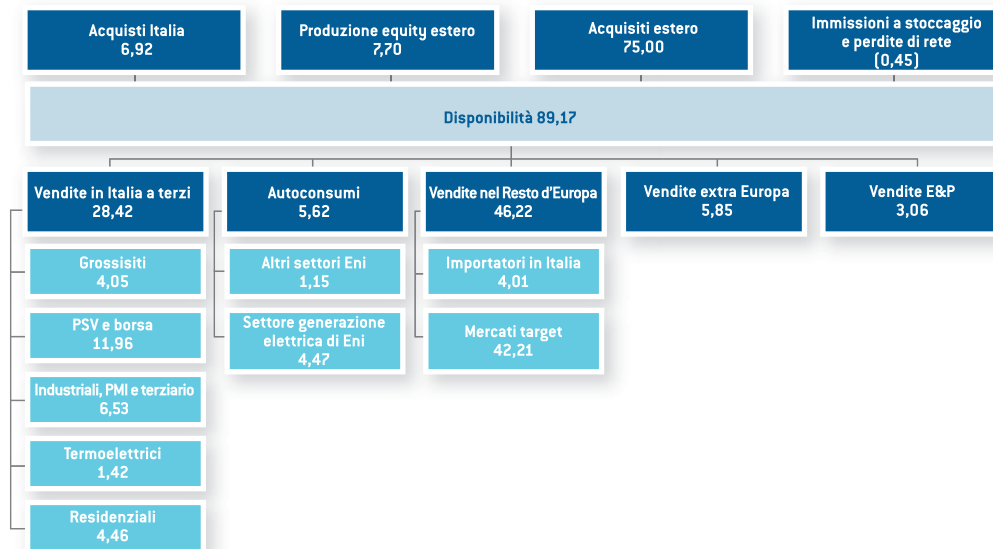 Acquisti Italia
6,92
Produzione equity estero
7,70
Acquisiti estero
75,00
Immissioni a stoccaggio
e perdite di rete
(0,45)
Disponibilità 89,17
Vendite in Italia a terzi
28,42
Autoconsumi
5,62
Vendite nel Resto d'Europa
46,22
Vendite extra Europa
5,85
Vendite E&P
3,06
Grossisiti
4,05
Altri settori Eni
1,15
Importatori in Italia
4,01
PSV e borsa
11,96
Settore generazione
elettrica di Eni
4,47
Mercati target
42,21
Industriali, PMI e terziario
6,53
Termoelettrici
1,42
Residenziali
4,46